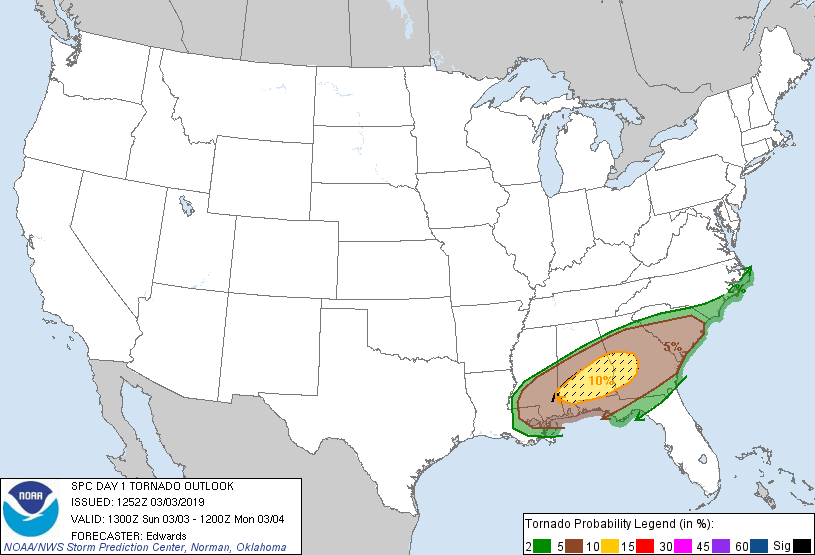 2%
5%
10%
SPC DAY 1 TORNADO OUTLOOK
ISSUED: 1252Z 03/03/2019
VALID: 1300Z Sun 03/03 - 1200Z Mon 03/04
FORECASTER: Edwards
NOAA/NWS Storm Prediction Center, Norman, Oklahoma
NOAA
Tornado Probability Legend (in %):
2 5 10 15 30 45 60 Sig